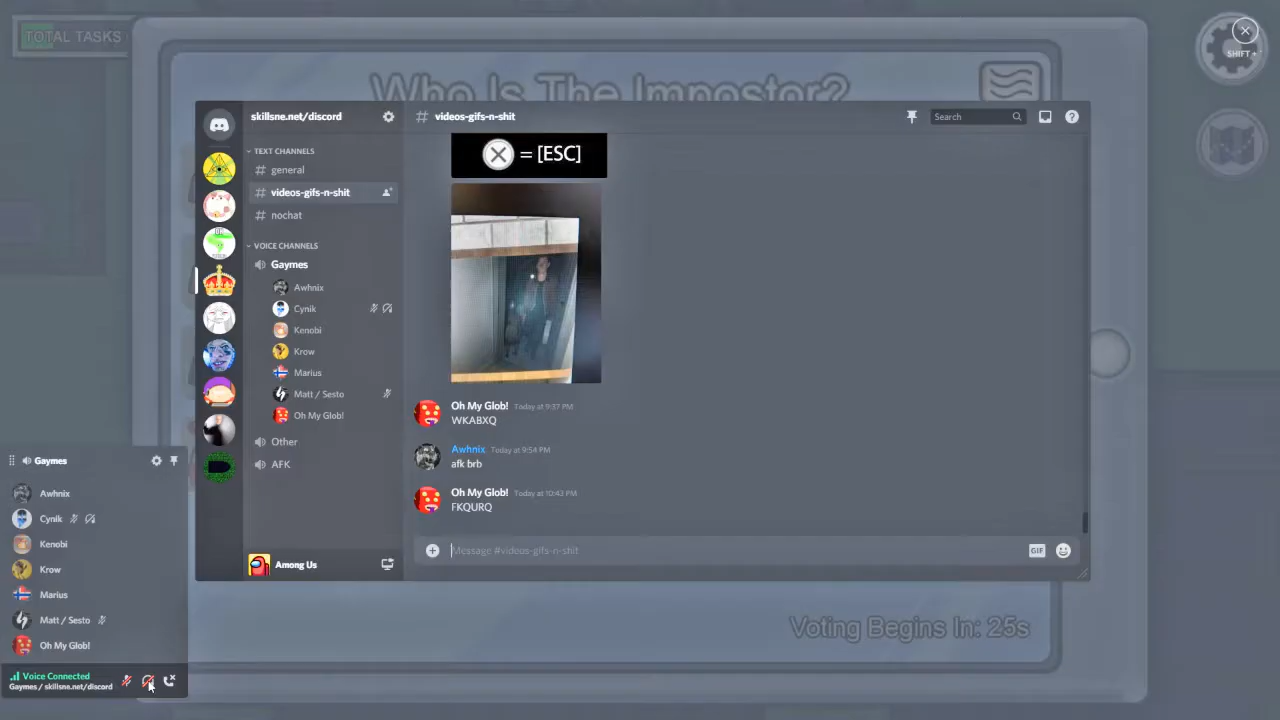 TOTAL TASKS
SHIFT+`
Who Is The Impostor?
skillsne.net/discord
# videos-gifs-n-shit
Search
TEXT CHANNELS
# general
# videos-gifs-n-shit
# nochat
VOICE CHANNELS
Gaymes
Awhnix
Cynik
Kenobi
Krow
Marius
Matt / Sesto
Oh My Glob!
Other
AFK
Among Us
X = [ESC]
Oh My Glob! Today at 9:37 PM
WKABXQ
Awhnix Today at 9:54 PM
afk brb
Oh My Glob! Today at 10:43 PM
FKQURQ
Message #videos-gifs-n-shit
GIF
Voting Begins In: 25s
Gaymes
Awhnix
Cynik
Kenobi
Krow
Marius
Matt / Sesto
Oh My Glob!
Voice Connected
Gaymes / skillsne.net/discord